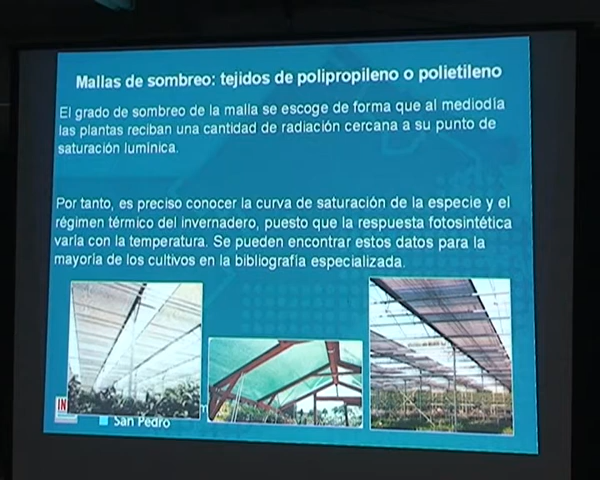 Mallas de sombreo: tejidos de polipropileno o polietileno
El grado de sombreo de la malla se escoge de forma que al mediodía
las plantas reciban una cantidad de radiación cercana a su punto de
saturación lumínica.
Por tanto, es preciso conocer la curva de saturación de la especie y el
régimen térmico del invernadero, puesto que la respuesta fotosintética
varía con la temperatura. Se pueden encontrar estos datos para la
mayoría de los cultivos en la bibliografía especializada.
IN
San Pedro